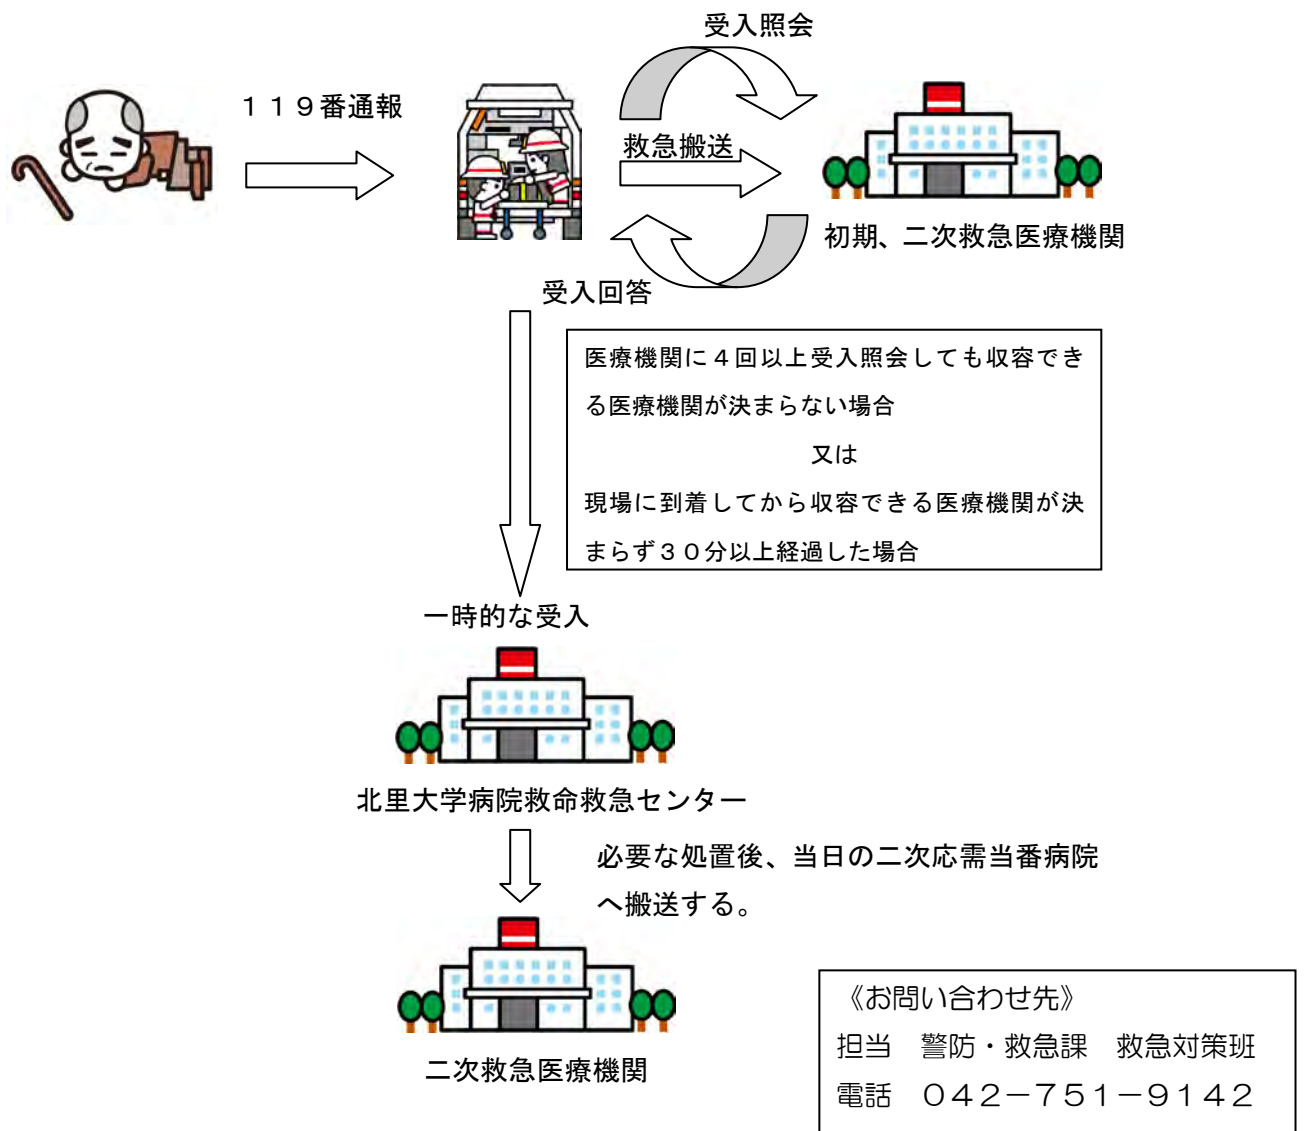 受入照会
１１９番通報
救急搬送
初期、二次救急医療機関
受入回答
医療機関に４回以上受入照会しても収容でき
る医療機関が決まらない場合
又は
現場に到着してから収容できる医療機関が決
まらず３０分以上経過した場合
一時的な受入
北里大学病院救命救急センター
必要な処置後、当日の二次応需当番病院
へ搬送する。
二次救急医療機関
《お問い合わせ先》
担当　警防・救急課　救急対策班
電話　０４２－７５１－９１４２